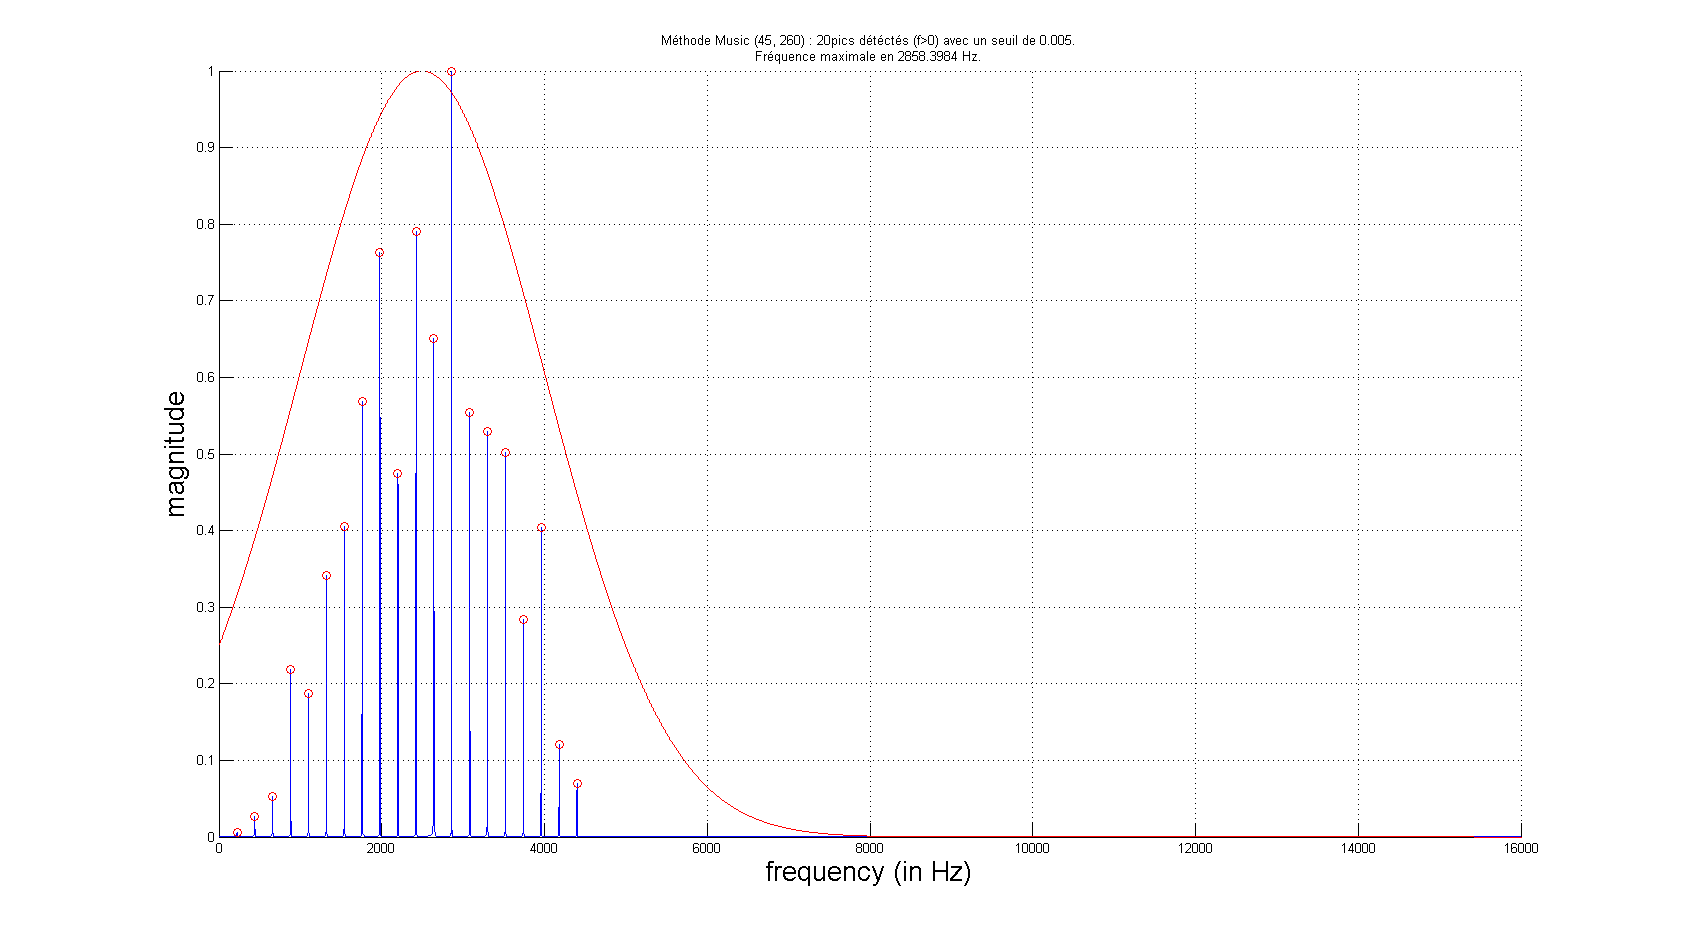 Méthode Music (45, 260) : 20pics détéctés (f>0) avec un seuil de 0.005.
Fréquence maximale en 2858.3984 Hz.
1
0.9
0.8
0.7
0.6
0.5
0.4
0.3
0.2
0.1
0
magnitude
0 2000 4000 6000 8000 10000 12000 14000 16000
frequency (in Hz)